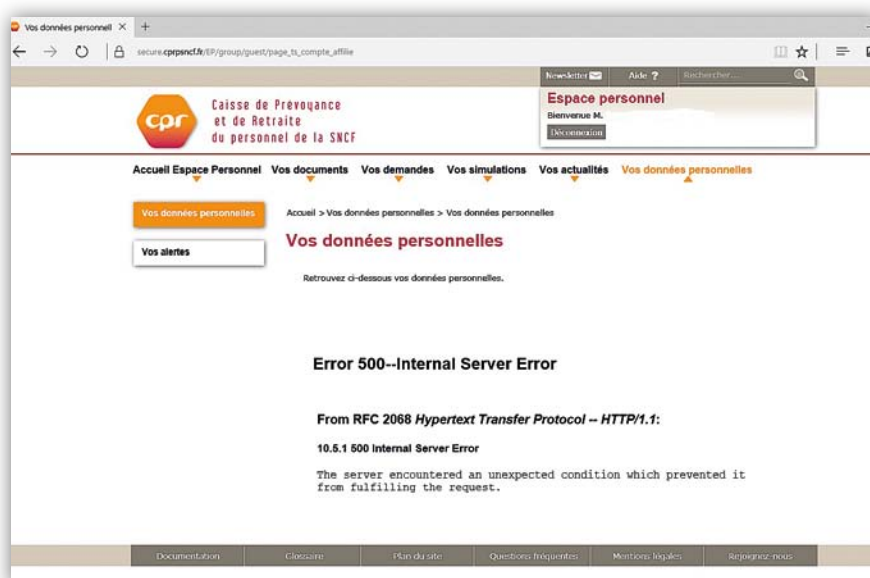 Vos données personnell × +
secure.cprpsncf.fr/EP/group/guest/page_ts_compte_affilie
Newsletter Aide ? Rechercher...
cpr
Caisse de Prévoyance
et de Retraite
du personnel de la SNCF
Espace personnel
Bienvenue M.
Déconnexion
Accueil Espace Personnel Vos documents Vos demandes Vos simulations Vos actualités Vos données personnelles
Vos données personnelles
Vos alertes
Accueil > Vos données personnelles > Vos données personnelles
Vos données personnelles
Retrouvez ci-dessous vos données personnelles.
Error 500--Internal Server Error
From RFC 2068 Hypertext Transfer Protocol -- HTTP/1.1:
10.5.1 500 Internal Server Error
The server encountered an unexpected condition which prevented it
from fulfilling the request.
Documentation Glossaire Plan du site Questions fréquentes Mentions légales Rejoignez-nous